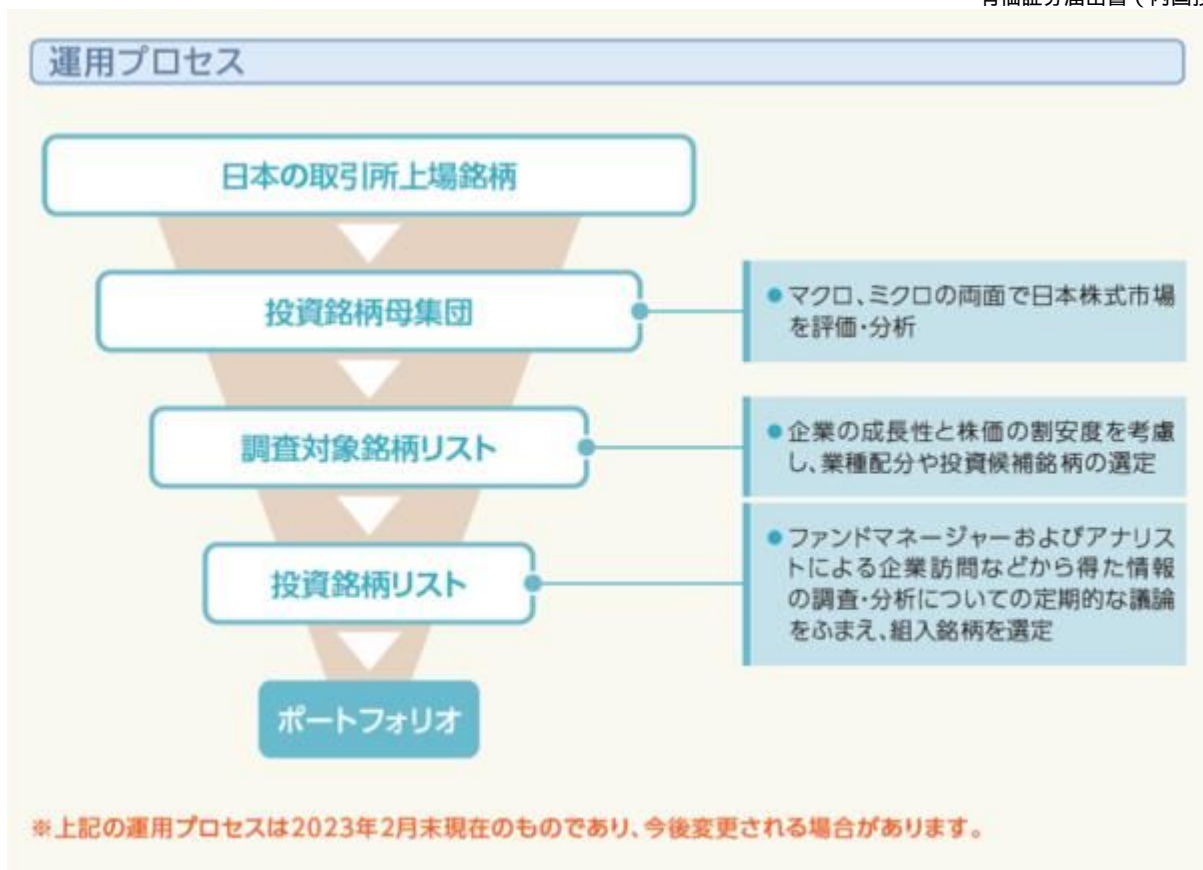 運用プロセス
日本の取引所上場銘柄
投資銘柄母集団
●マクロ、ミクロの両面で日本株式市場
を評価・分析
調査対象銘柄リスト
●企業の成長性と株価の割安度を考慮
し、業種配分や投資候補銘柄の選定
投資銘柄リスト
●ファンドマネージャーおよびアナリス
トによる企業訪問などから得た情報
の調査・分析についての定期的な議論
をふまえ、組入銘柄を選定
ポートフォリオ
※上記の運用プロセスは2023年2月末現在のものであり、今後変更される場合があります。